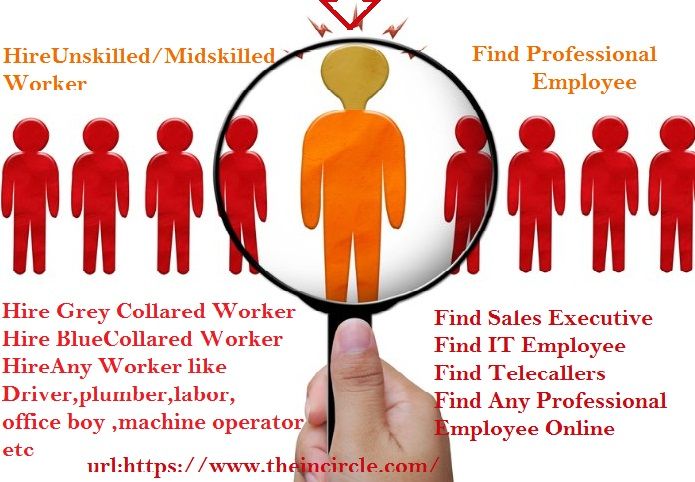 HireUnskilled/Midskilled
Worker
Find Professional
Employee
Hire Grey Collared Worker
Hire BlueCollared Worker
HireAny Worker like
Driver,plumber,labor,
office boy ,machine operator
etc
Find Sales Executive
Find IT Employee
Find Telecallers
Find Any Professional
Employee Online
url:https://www.theincircle.com/